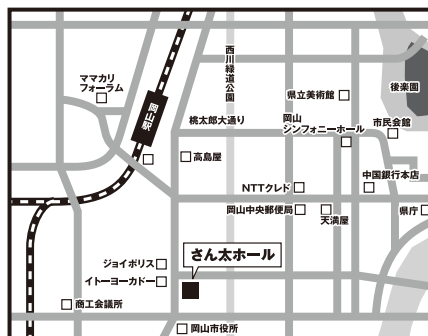 西川緑道公園
ママカリ
フォーラム
後楽園
県立美術館
岡山駅
桃太郎大通り
岡山
シンフォニーホール
市民会館
高島屋
中国銀行本店
NTTクレド
岡山中央郵便局
天満屋
県庁
さん太ホール
ジョイポリス
イトーヨーカドー
商工会議所
岡山市役所